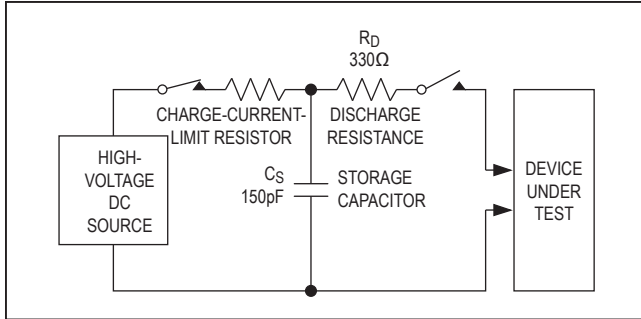 R_D
330Ω
CHARGE-CURRENT-
LIMIT RESISTOR
DISCHARGE
RESISTANCE
HIGH-
VOLTAGE
DC
SOURCE
C_S
150pF
STORAGE
CAPACITOR
DEVICE
UNDER
TEST